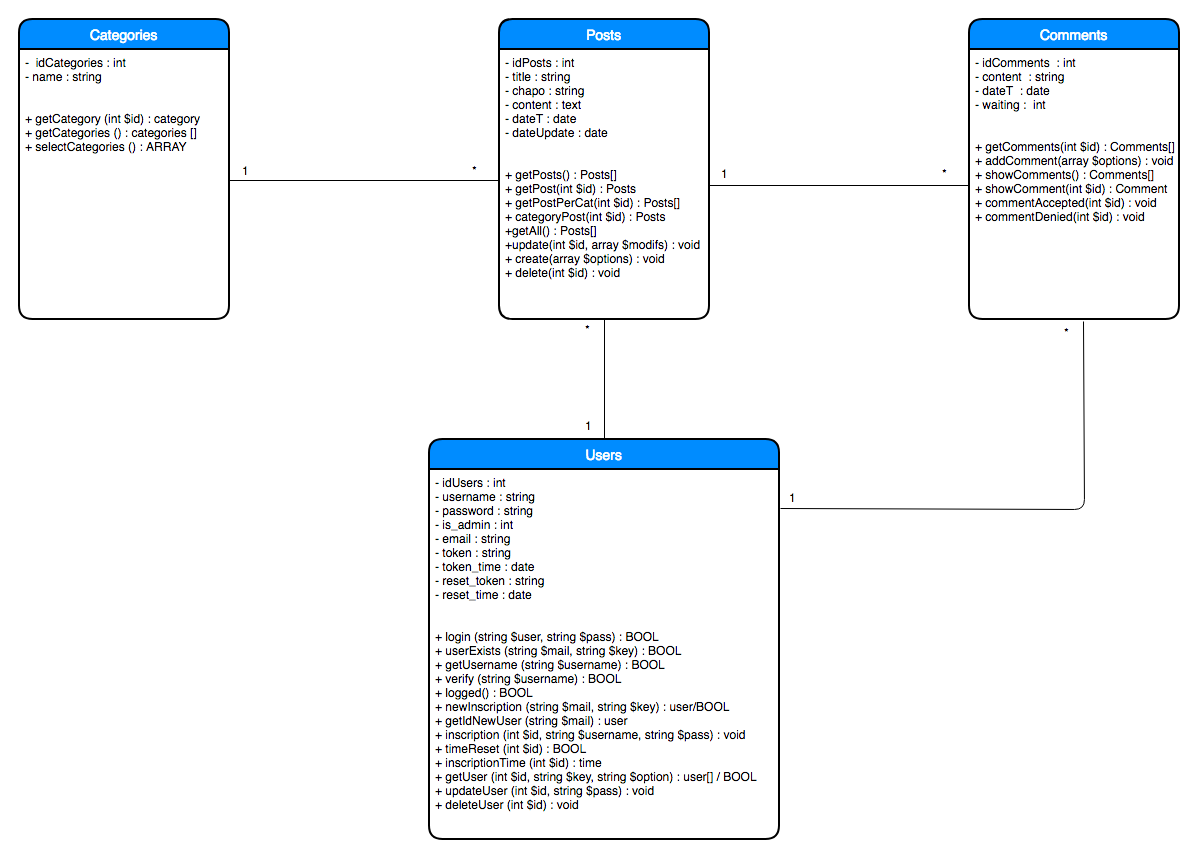 Categories
- idCategories : int
- name : string
+ getCategory (int $id) : category
+ getCategories () : categories []
+ selectCategories () : ARRAY
1
*
Posts
- idPosts : int
- title : string
- chapo : string
- content : text
- dateT : date
- dateUpdate : date
+ getPosts() : Posts[]
+ getPost(int $id) : Posts
+ getPostPerCat(int $id) : Posts[]
+ categoryPost(int $id) : Posts
+getAll() : Posts[]
+update(int $id, array $modifs) : void
+ create(array $options) : void
+ delete(int $id) : void
1
*
Comments
- idComments : int
- content : string
- dateT : date
- waiting : int
+ getComments(int $id) : Comments[]
+ addComment(array $options) : void
+ showComments() : Comments[]
+ showComment(int $id) : Comment
+ commentAccepted(int $id) : void
+ commentDenied(int $id) : void
*
*
1
1
Users
- idUsers : int
- username : string
- password : string
- is_admin : int
- email : string
- token : string
- token_time : date
- reset_token : string
- reset_time : date
+ login (string $user, string $pass) : BOOL
+ userExists (string $mail, string $key) : BOOL
+ getUsername (string $username) : BOOL
+ verify (string $username) : BOOL
+ logged() : BOOL
+ newInscription (string $mail, string $key) : user/BOOL
+ getIdNewUser (string $mail) : user
+ inscription (int $id, string $username, string $pass) : void
+ timeReset (int $id) : BOOL
+ inscriptionTime (int $id) : time
+ getUser (int $id, string $key, string $option) : user[] / BOOL
+ updateUser (int $id, string $pass) : void
+ deleteUser (int $id) : void